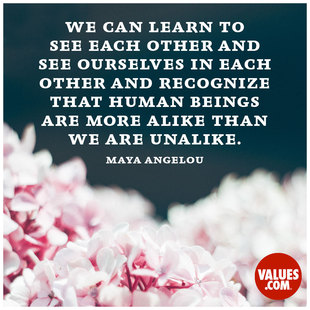 WE CAN LEARN TO
SEE EACH OTHER AND
SEE OURSELVES IN EACH
OTHER AND RECOGNIZE
THAT HUMAN BEINGS
ARE MORE ALIKE THAN
WE ARE UNALIKE.
MAYA ANGELOU
VALUES
.COM